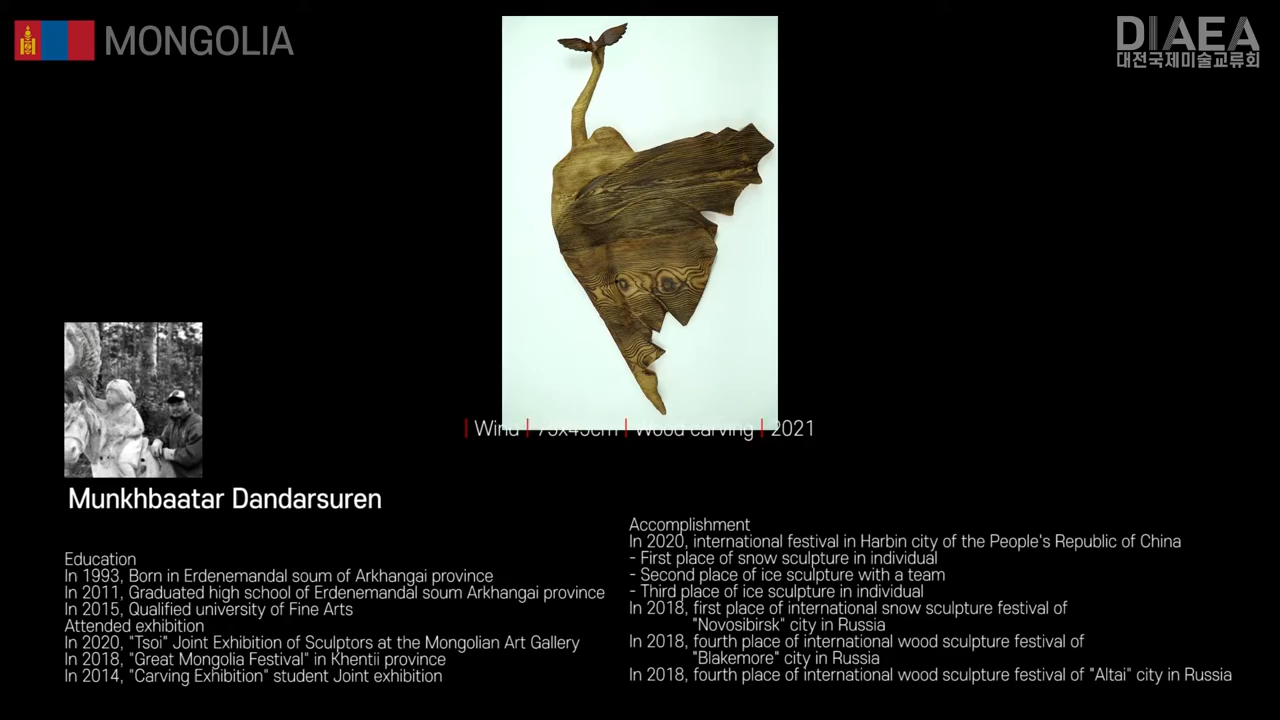 MONGOLIA
DIAEA
대전국제미술교류회
| Wind | 75x45cm | Wood carving | 2021
Munkhbaatar Dandarsuren
Education
In 1993, Born in Erdenemandal soum of Arkhangai province
In 2011, Graduated high school of Erdenemandal soum Arkhangai province
In 2015, Qualified university of Fine Arts
Attended exhibition
In 2020, "Tsoi" Joint Exhibition of Sculptors at the Mongolian Art Gallery
In 2018, "Great Mongolia Festival" in Khentii province
In 2014, "Carving Exhibition" student Joint exhibition
Accomplishment
In 2020, international festival in Harbin city of the People's Republic of China
- First place of snow sculpture in individual
- Second place of ice sculpture with a team
- Third place of ice sculpture in individual
In 2018, first place of international snow sculpture festival of
"Novosibirsk" city in Russia
In 2018, fourth place of international wood sculpture festival of
"Blakemore" city in Russia
In 2018, fourth place of international wood sculpture festival of "Altai" city in Russia